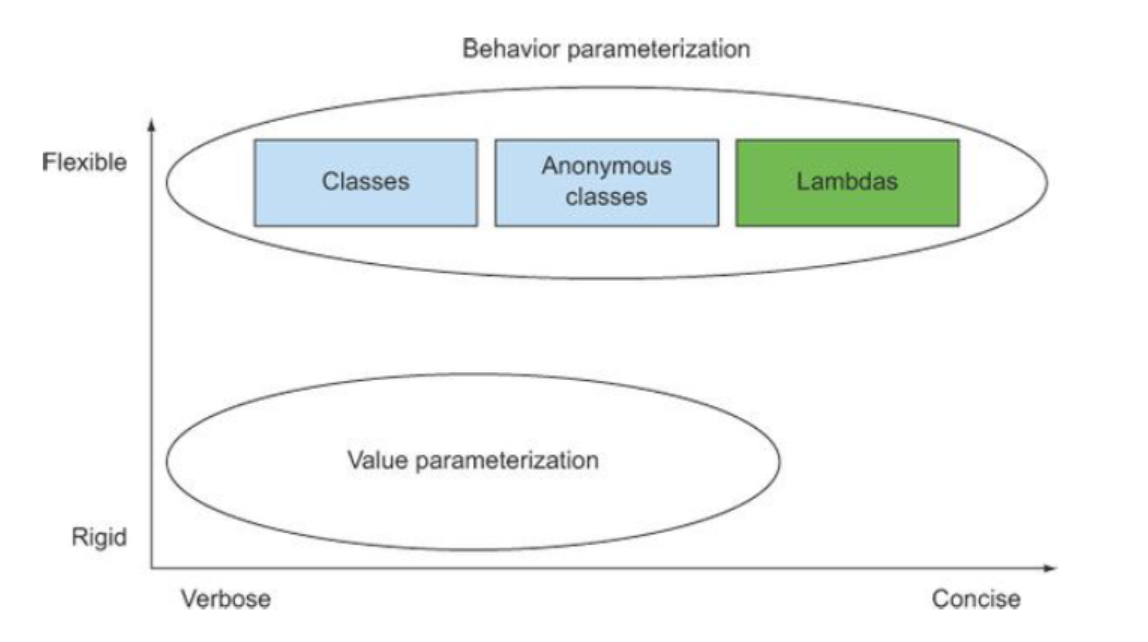 Behavior parameterization
Flexible
Classes
Anonymous
classes
Lambdas
Value parameterization
Rigid
Verbose
Concise